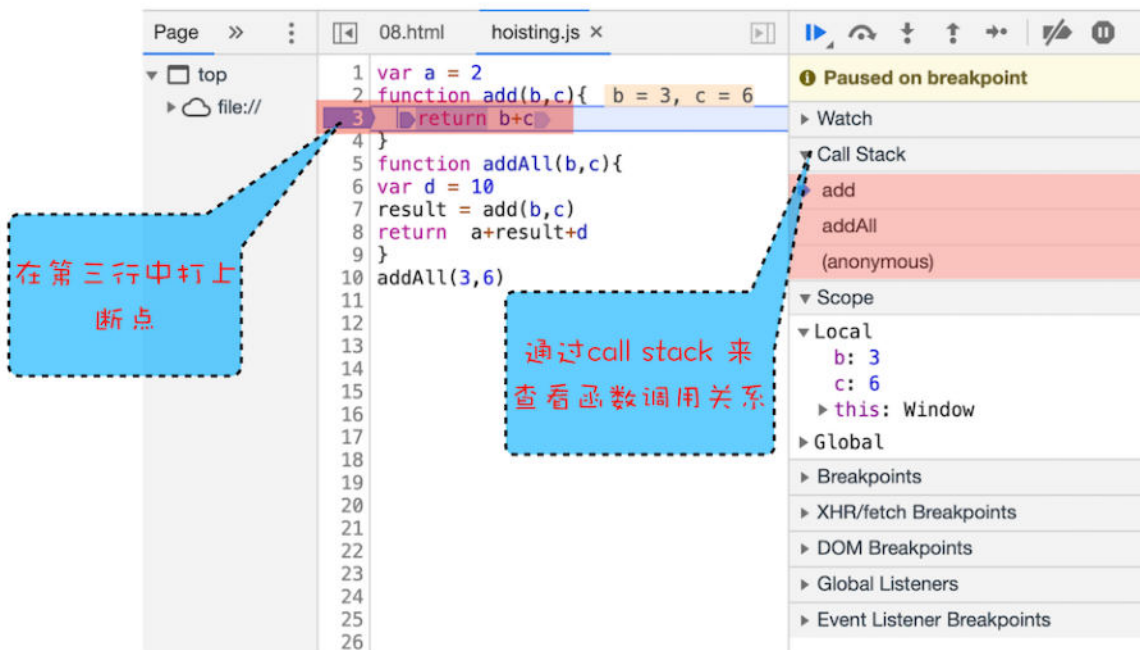 Page »
top
file://
08.html hoisting.js ×
1 var a = 2
2 function add(b,c){ b = 3, c = 6
3 return b+c
4 }
5 function addAll(b,c){
6 var d = 10
7 result = add(b,c)
8 return a+result+d
9 }
10 addAll(3,6)
11
12
13
14
15
16
17
18
19
20
21
22
23
24
25
26
在第三行中打上
断点
通过call stack 来
查看函数调用关系
Paused on breakpoint
Watch
Call Stack
add
addAll
(anonymous)
Scope
Local
b: 3
c: 6
this: Window
Global
Breakpoints
XHR/fetch Breakpoints
DOM Breakpoints
Global Listeners
Event Listener Breakpoints